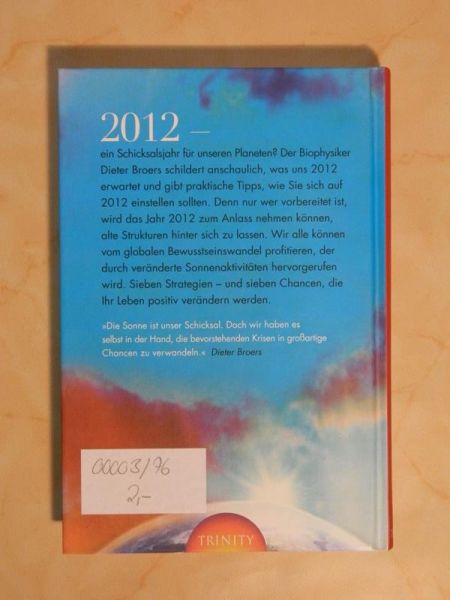 2012 –
ein Schicksalsjahr für unseren Planeten? Der Biophysiker
Dieter Broers schildert anschaulich, was uns 2012
erwartet und gibt praktische Tipps, wie Sie sich auf
2012 einstellen sollten. Denn nur wer vorbereitet ist,
wird das Jahr 2012 zum Anlass nehmen können,
alte Strukturen hinter sich zu lassen. Wir alle können
vom globalen Bewusstseinswandel profitieren, der
durch veränderte Sonnenaktivitäten hervorgerufen
wird. Sieben Strategien – und sieben Chancen, die
Ihr Leben positiv verändern werden.
»Die Sonne ist unser Schicksal. Doch wir haben es
selbst in der Hand, die bevorstehenden Krisen in großartige
Chancen zu verwandeln.« Dieter Broers
00003/76
2,-
TRINITY